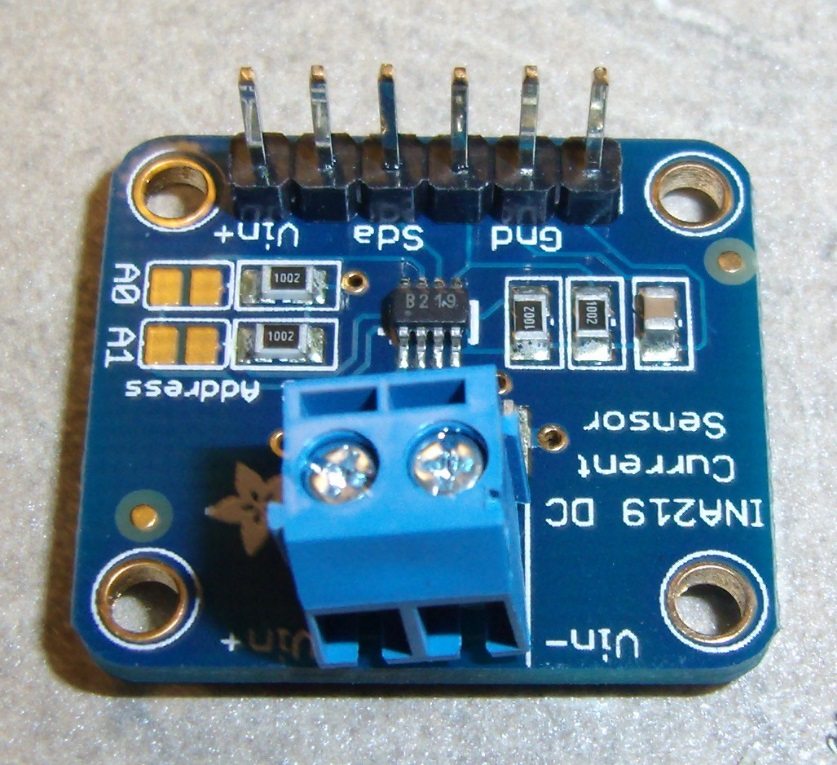 Vin-
Vin+
INA219 DC
Current
Sensor
Address
A1
A0
1002
1002
B219
1002
1002
Gnd
Sda
Vin+